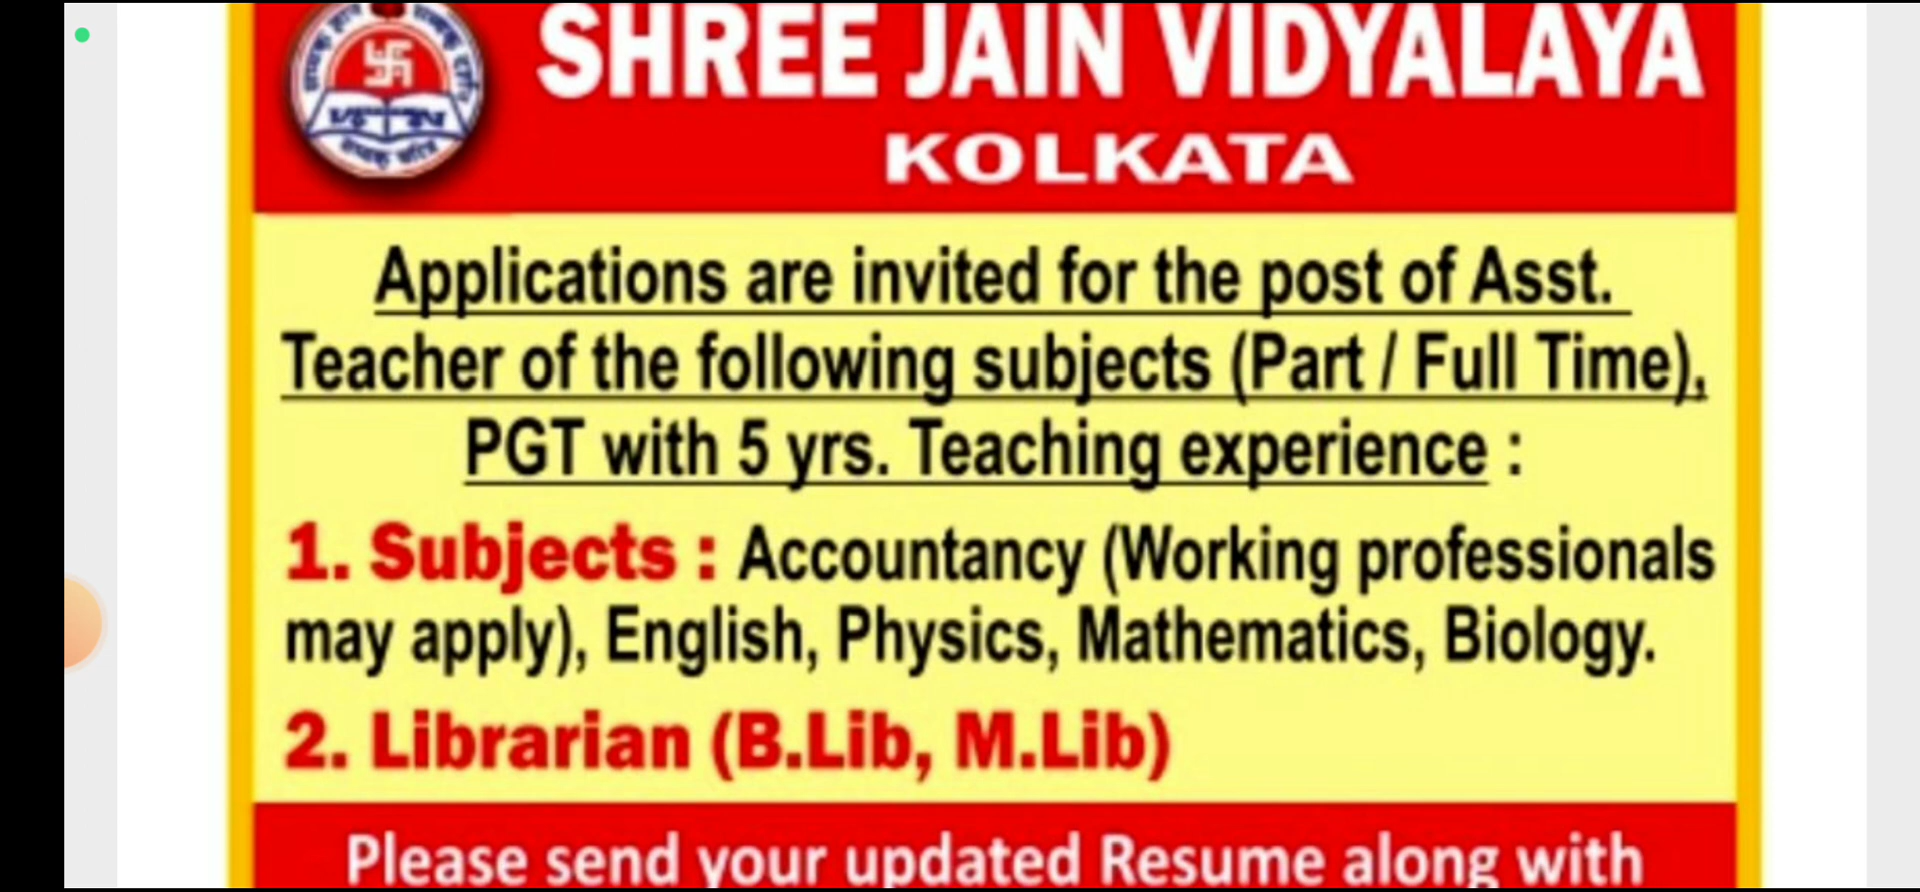 SHREE JAIN VIDYALAYA
KOLKATA
Applications are invited for the post of Asst.
Teacher of the following subjects (Part / Full Time),
PGT with 5 yrs. Teaching experience :
1. Subjects : Accountancy (Working professionals
may apply), English, Physics, Mathematics, Biology.
2. Librarian (B.Lib, M.Lib)
Please send your updated Resume along with